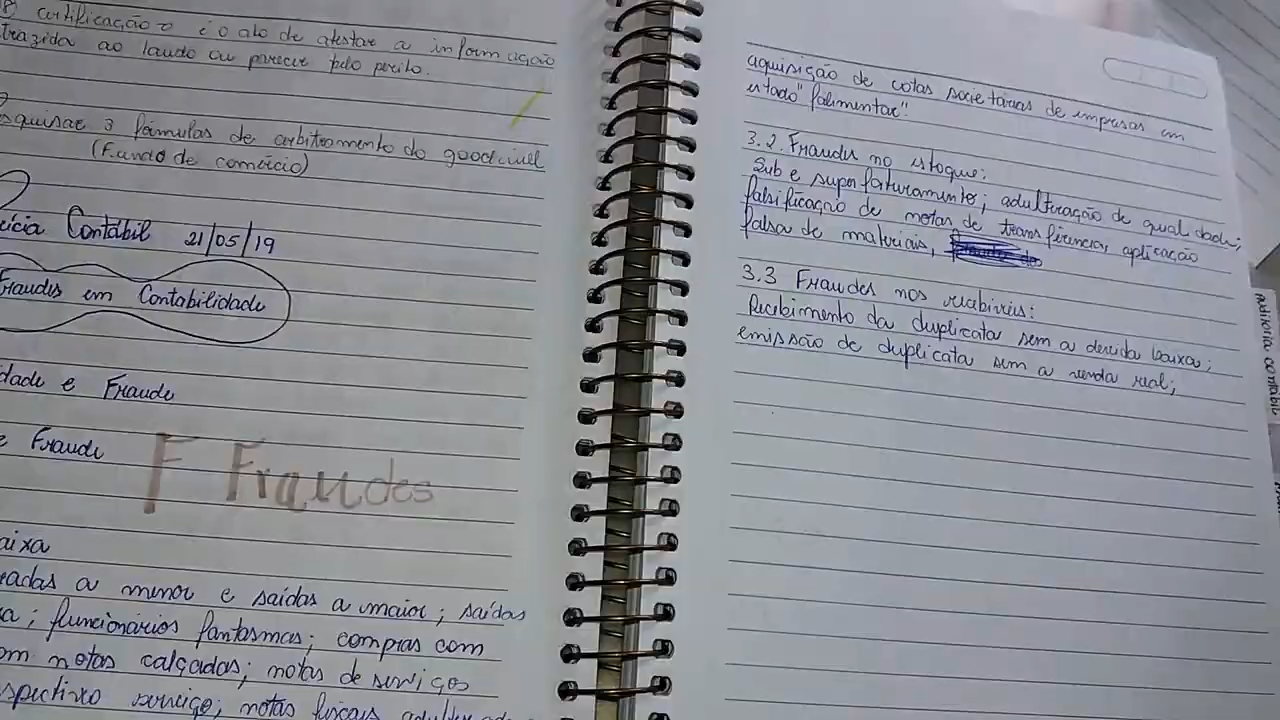 certificação é o ato de atestar a informação
trazida ao laudo ou parecer pelo perito.
esquisar 3 fórmulas de arbitramento do goodwill
(fundo de comércio)
ícia Contábil 21/05/19
Fraudes em Contabilidade
dade e Fraude
e Fraude
F Fraudes
aixa
eadas a menor e saídas a maior; saídas
a; funcionários fantasmas; compras com
om notas calçadas; notas de serviços
spectivo serviço; notas fiscais
aquisição de cotas societárias de empresas em
estado "falimentar".
3.2. Fraudes no estoque:
Sub e superfaturamento; adulteração de qualidade;
falsificação de notas de transferência, aplicação
falsa de materiais,
3.3 Fraudes nos recebíveis:
Recebimento da duplicata sem a devida baixa;
emissão de duplicata sem a venda real;
auditoria contábil